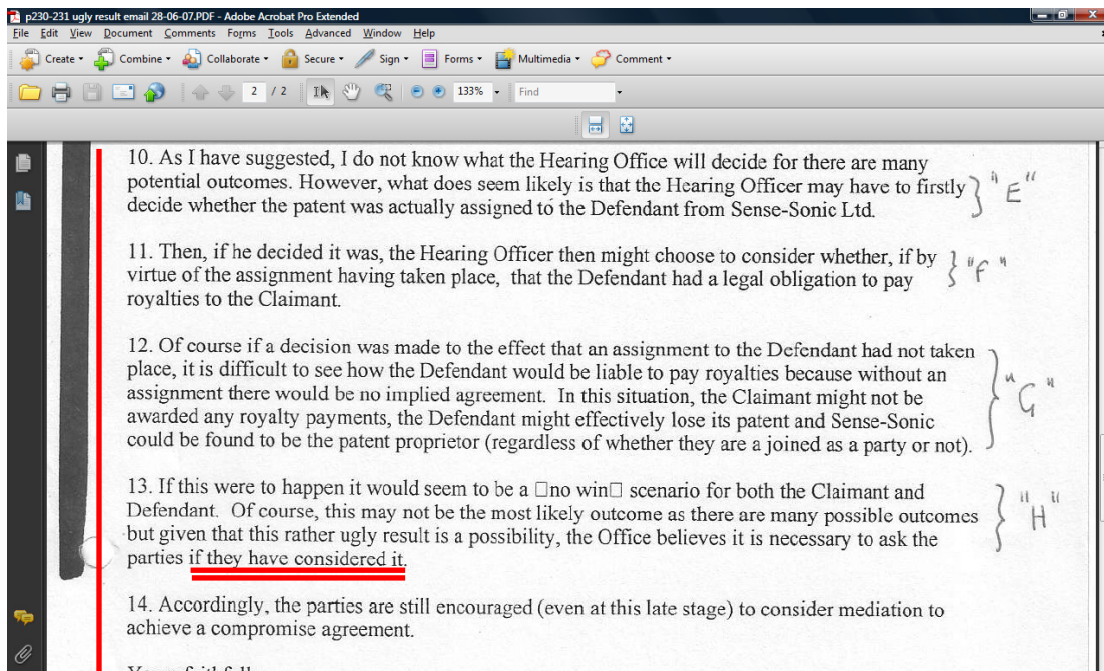 p230-231 ugly result email 28-06-07.PDF - Adobe Acrobat Pro Extended
File Edit View Document Comments Forms Tools Advanced Window Help
Create Combine Collaborate Secure Sign Forms Multimedia Comment
2 / 2 133% Find
10. As I have suggested, I do not know what the Hearing Office will decide for there are many
potential outcomes. However, what does seem likely is that the Hearing Officer may have to firstly "E"
decide whether the patent was actually assigned to the Defendant from Sense-Sonic Ltd.
11. Then, if he decided it was, the Hearing Officer then might choose to consider whether, if by
virtue of the assignment having taken place, that the Defendant had a legal obligation to pay "F"
royalties to the Claimant.
12. Of course if a decision was made to the effect that an assignment to the Defendant had not taken
place, it is difficult to see how the Defendant would be liable to pay royalties because without an
assignment there would be no implied agreement. In this situation, the Claimant might not be "G"
awarded any royalty payments, the Defendant might effectively lose its patent and Sense-Sonic
could be found to be the patent proprietor (regardless of whether they are a joined as a party or not).
13. If this were to happen it would seem to be a □no win□ scenario for both the Claimant and
Defendant. Of course, this may not be the most likely outcome as there are many possible outcomes "H"
but given that this rather ugly result is a possibility, the Office believes it is necessary to ask the
parties if they have considered it.
14. Accordingly, the parties are still encouraged (even at this late stage) to consider mediation to
achieve a compromise agreement.